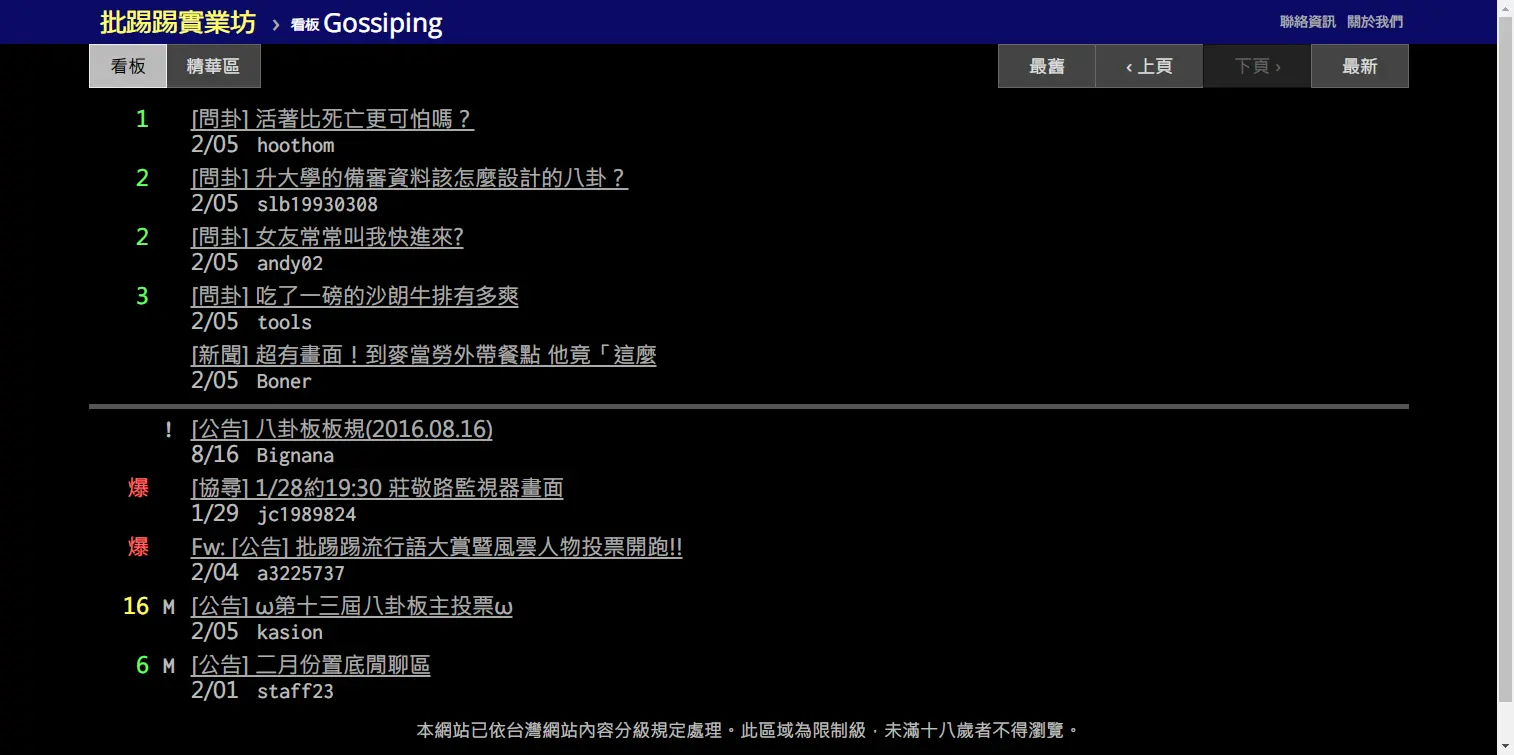 批踢踢實業坊 › 看板 Gossiping 聯絡資訊 關於我們
看板 精華區 最舊 ‹ 上頁 下頁 › 最新
1 [問卦] 活著比死亡更可怕嗎？
2/05 hoothom
2 [問卦] 升大學的備審資料該怎麼設計的八卦？
2/05 slb19930308
2 [問卦] 女友常常叫我快進來?
2/05 andy02
3 [問卦] 吃了一磅的沙朗牛排有多爽
2/05 tools
[新聞] 超有畫面！到麥當勞外帶餐點 他竟「這麼
2/05 Boner
! [公告] 八卦板板規(2016.08.16)
8/16 Bignana
爆 [協尋] 1/28約19:30 莊敬路監視器畫面
1/29 jc1989824
爆 Fw: [公告] 批踢踢流行語大賞暨風雲人物投票開跑!!
2/04 a3225737
16 M [公告] ω第十三屆八卦板主投票ω
2/05 kasion
6 M [公告] 二月份置底閒聊區
2/01 staff23
本網站已依台灣網站內容分級規定處理。此區域為限制級，未滿十八歲者不得瀏覽。